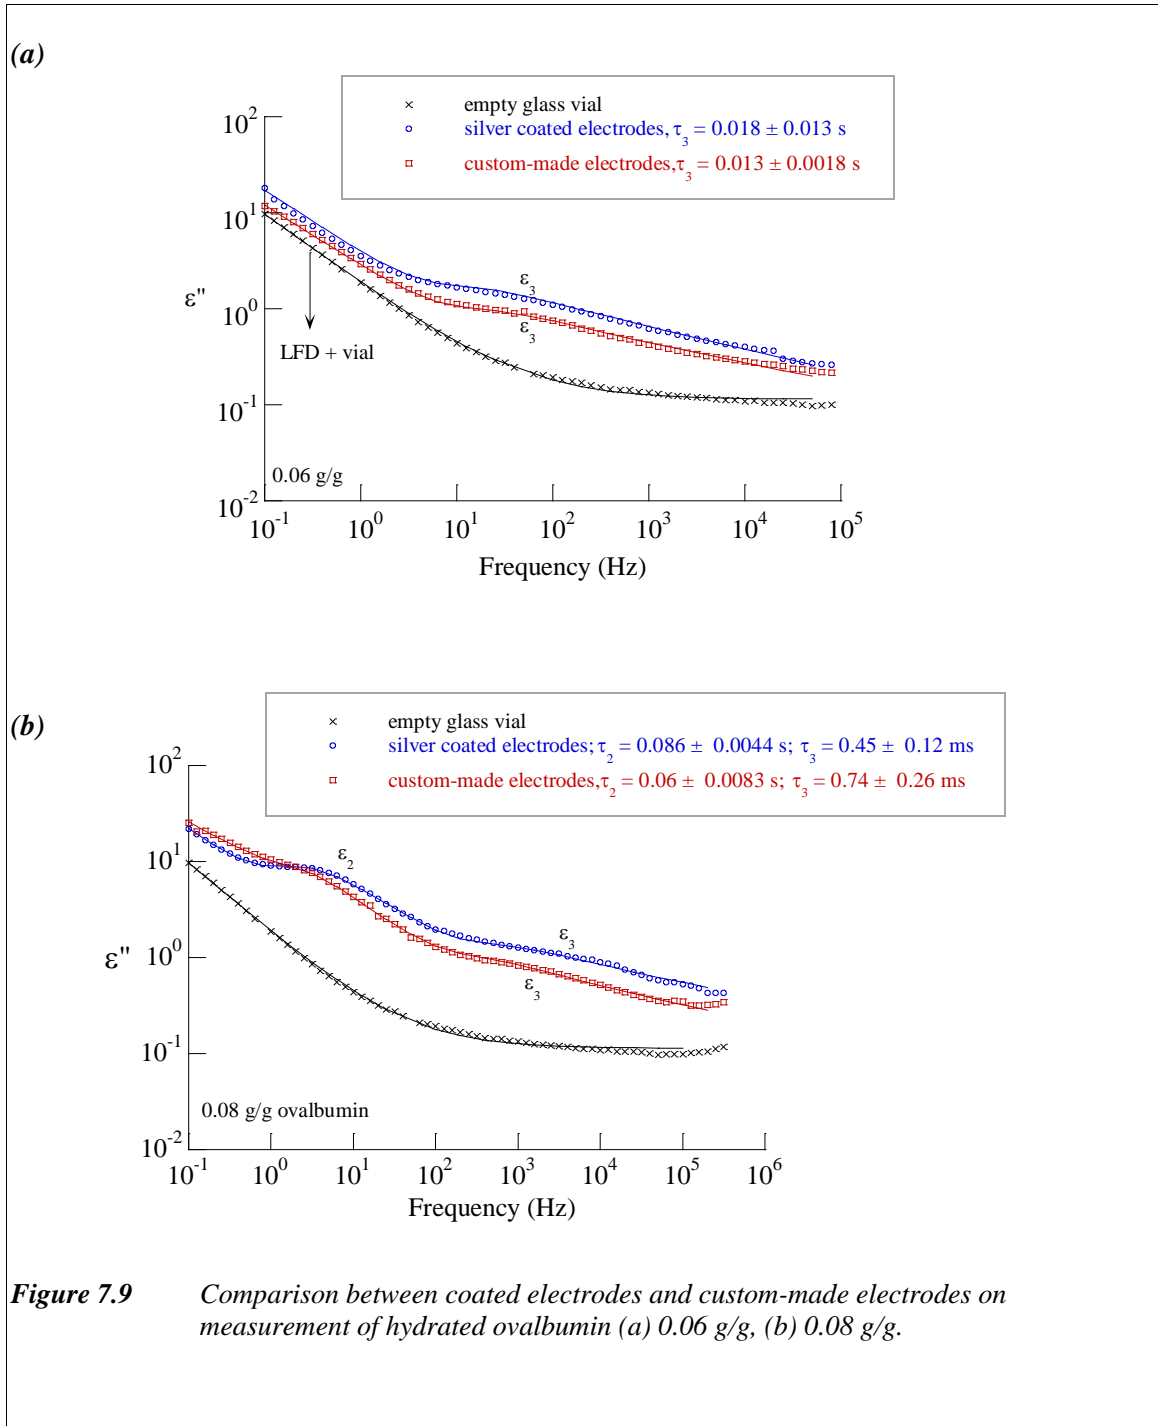 (a)
empty glass vial
silver coated electrodes, τ3 = 0.018 ± 0.013 s
custom-made electrodes,τ3 = 0.013 ± 0.0018 s
10^2
10^1
10^0
10^-1
10^-2
ε''
ε3
ε3
LFD + vial
0.06 g/g
10^-1 10^0 10^1 10^2 10^3 10^4 10^5
Frequency (Hz)
(b)
empty glass vial
silver coated electrodes; τ2 = 0.086 ± 0.0044 s; τ3 = 0.45 ± 0.12 ms
custom-made electrodes,τ2 = 0.06 ± 0.0083 s; τ3 = 0.74 ± 0.26 ms
10^2
10^1
10^0
10^-1
10^-2
ε''
ε2
ε3
ε3
0.08 g/g ovalbumin
10^-1 10^0 10^1 10^2 10^3 10^4 10^5 10^6
Frequency (Hz)
Figure 7.9 Comparison between coated electrodes and custom-made electrodes on
measurement of hydrated ovalbumin (a) 0.06 g/g, (b) 0.08 g/g.